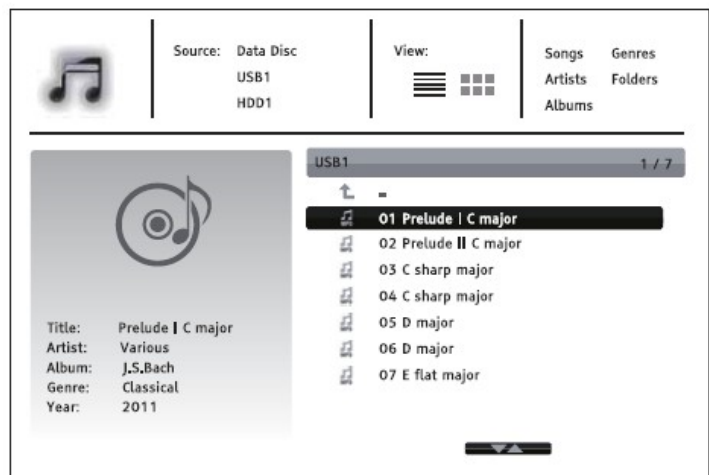 Source: Data Disc
USB1
HDD1
View:
Songs Genres
Artists Folders
Albums
USB1 1 / 7
01 Prelude I C major
02 Prelude II C major
03 C sharp major
04 C sharp major
05 D major
06 D major
07 E flat major
Title: Prelude I C major
Artist: Various
Album: J.S.Bach
Genre: Classical
Year: 2011